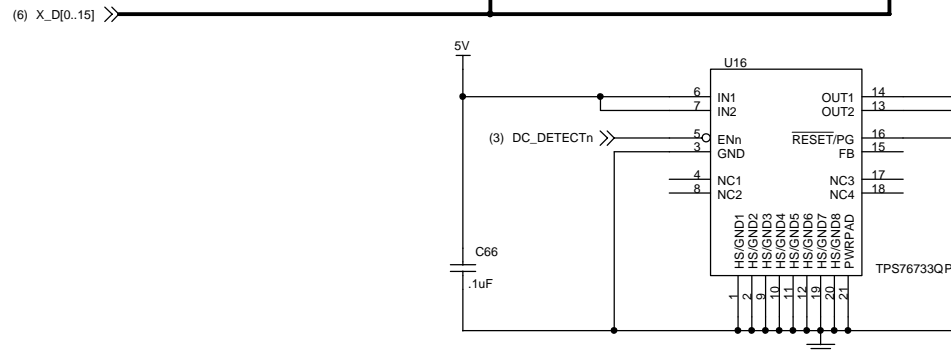 (6) X_D[0..15]
5V
U16
6 IN1 OUT1 14
7 IN2 OUT2 13
(3) DC_DETECTn 5 ENn RESET/PG 16
3 GND FB 15
4 NC1 NC3 17
8 NC2 NC4 18
HS/GND1
HS/GND2
HS/GND3
HS/GND4
HS/GND5
HS/GND6
HS/GND7
HS/GND8
PWRPAD
C66
.1uF
TPS76733QP
1 2 9 10 11 12 19 20 21